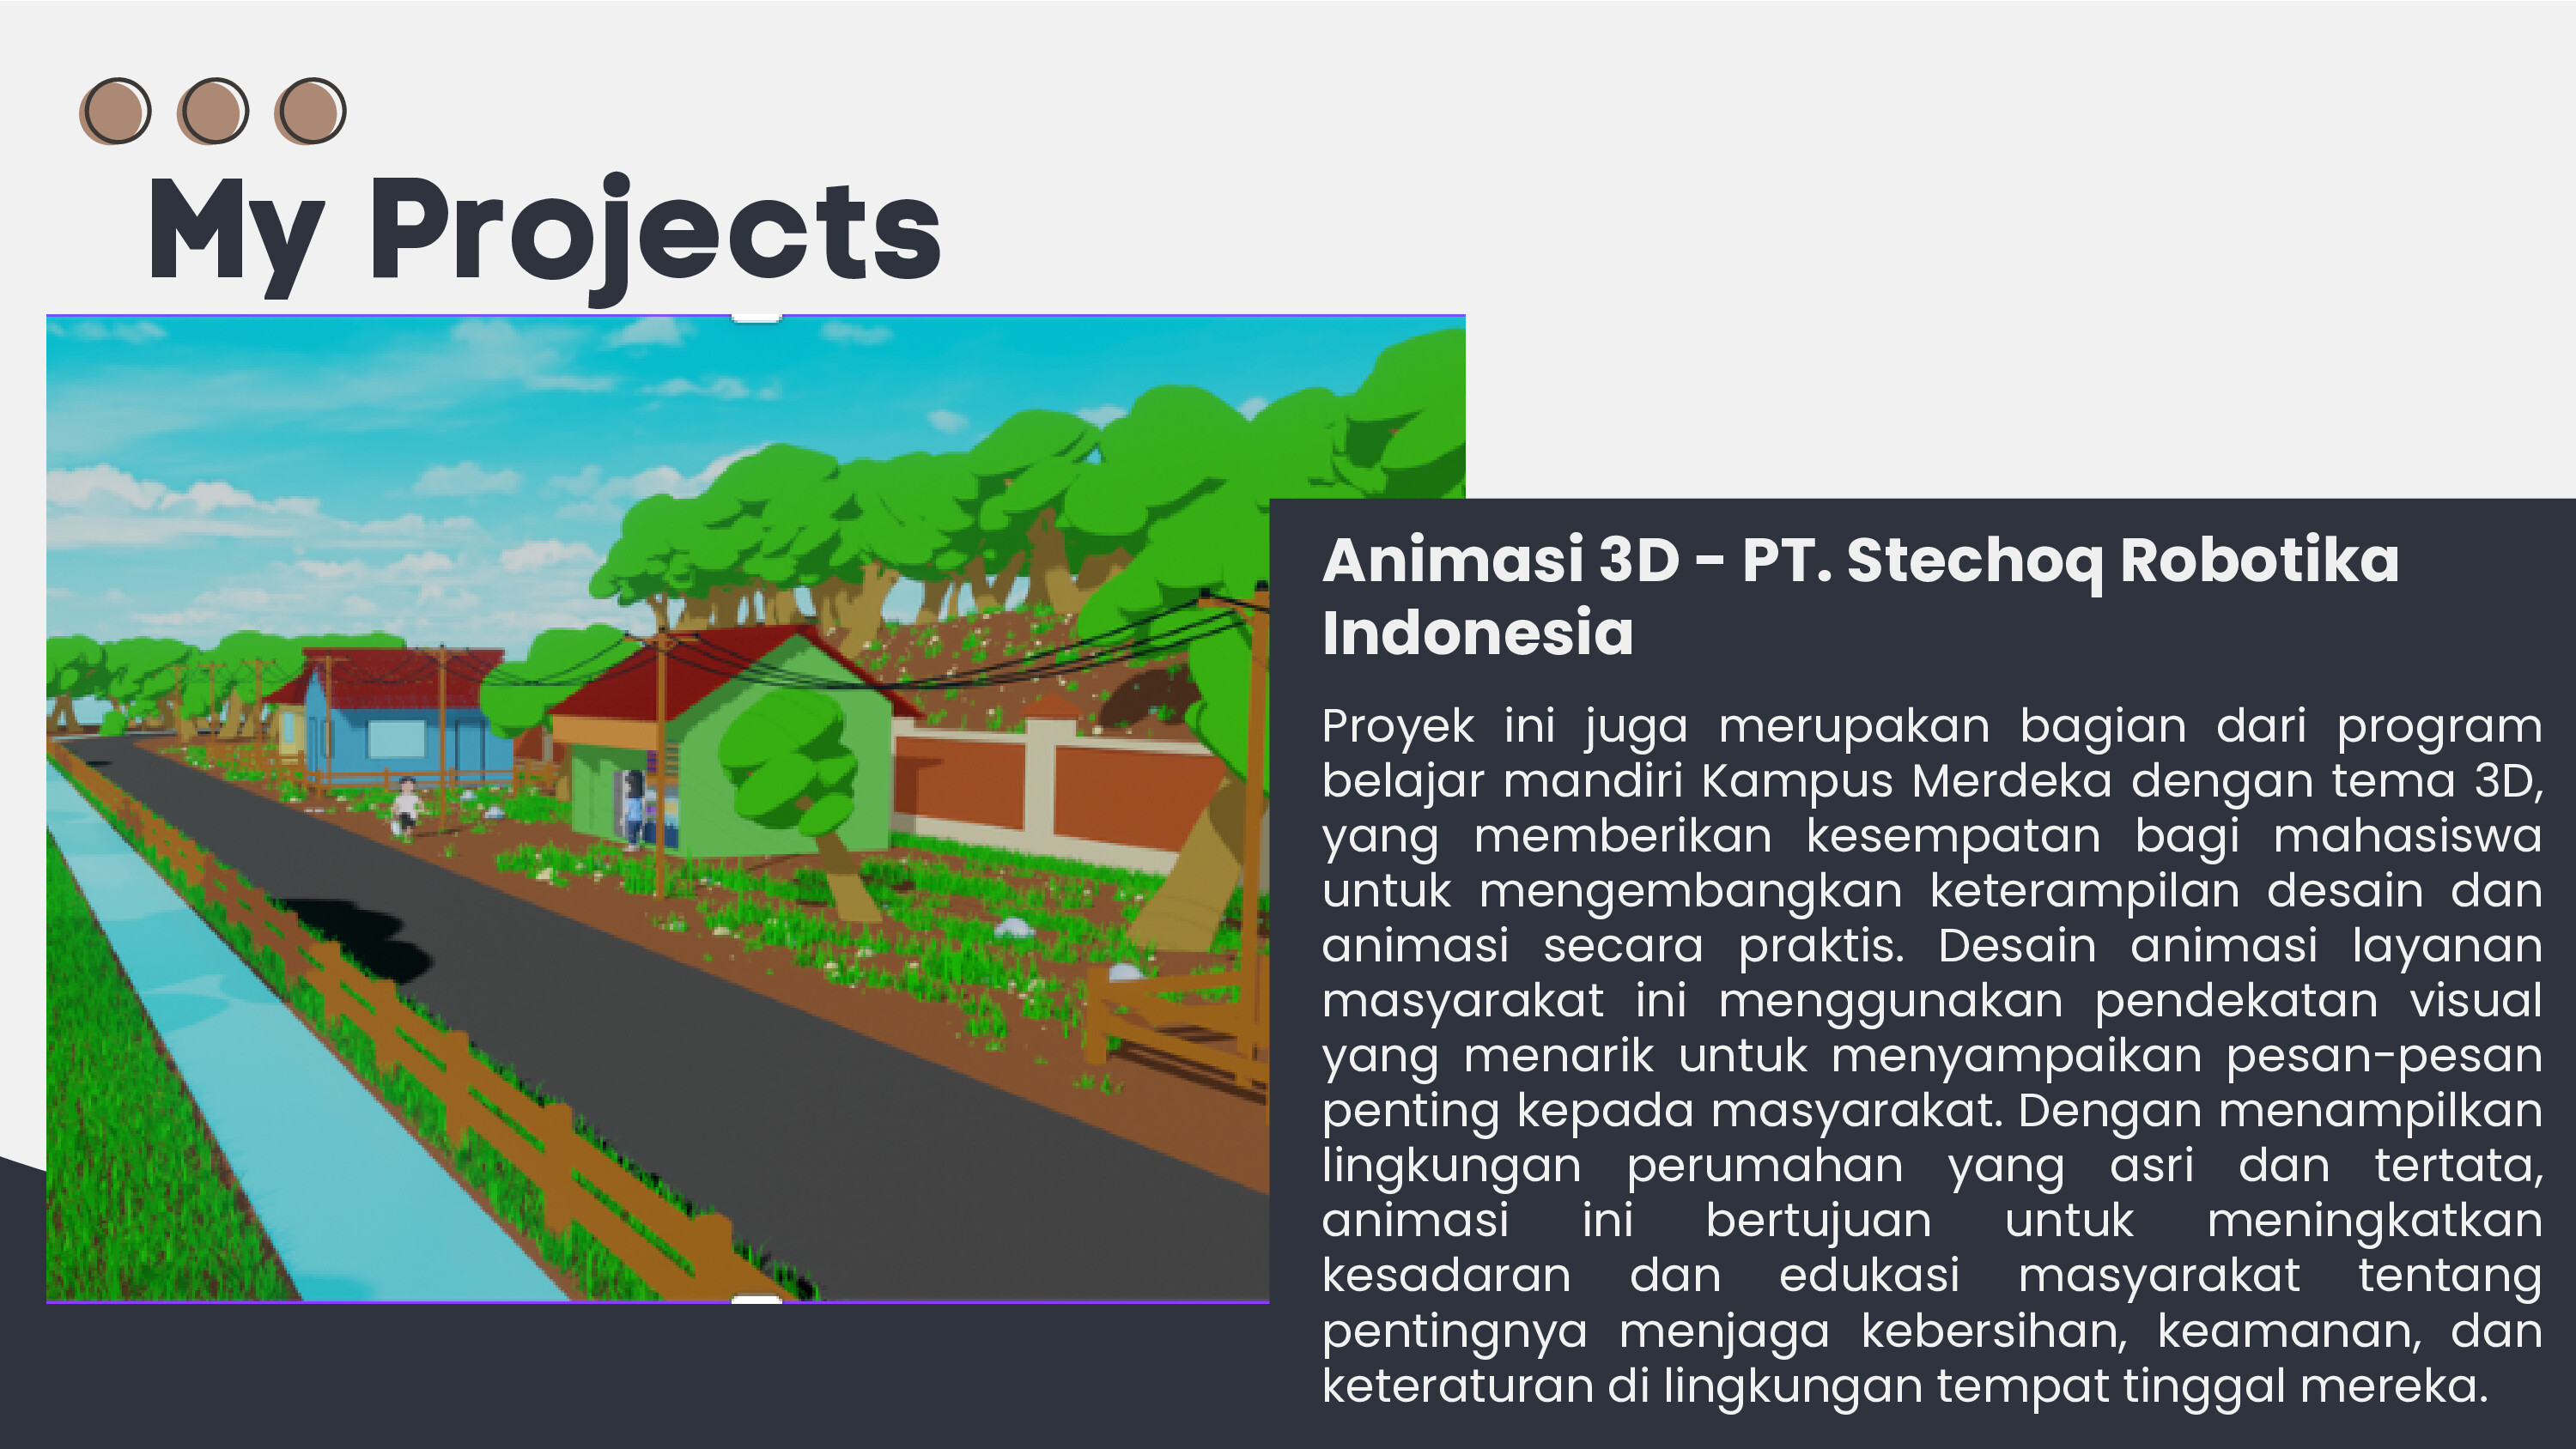 My Projects
Animasi 3D - PT. Stechoq Robotika
Indonesia
Proyek ini juga merupakan bagian dari program
belajar mandiri Kampus Merdeka dengan tema 3D,
yang memberikan kesempatan bagi mahasiswa
untuk mengembangkan keterampilan desain dan
animasi secara praktis. Desain animasi layanan
masyarakat ini menggunakan pendekatan visual
yang menarik untuk menyampaikan pesan-pesan
penting kepada masyarakat. Dengan menampilkan
lingkungan perumahan yang asri dan tertata,
animasi ini bertujuan untuk meningkatkan
kesadaran dan edukasi masyarakat tentang
pentingnya menjaga kebersihan, keamanan, dan
keteraturan di lingkungan tempat tinggal mereka.